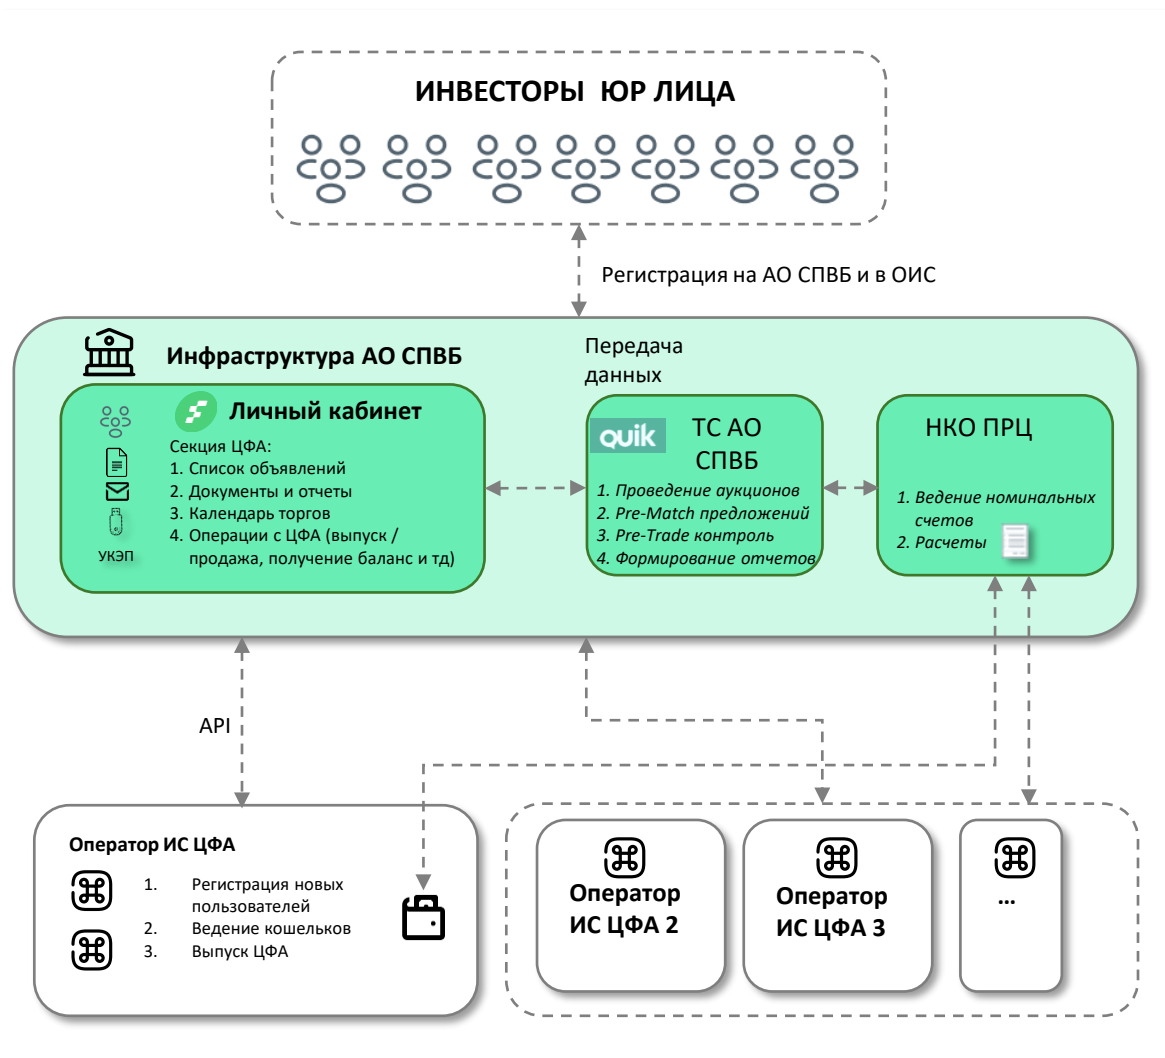 ИНВЕСТОРЫ ЮР ЛИЦА
Регистрация на АО СПВБ и в ОИС
Инфраструктура АО СПВБ
Передача
данных
Личный кабинет
Секция ЦФА:
1. Список объявлений
2. Документы и отчеты
3. Календарь торгов
4. Операции с ЦФА (выпуск /
продажа, получение баланс и тд)
УКЭП
quik
ТС АО
СПВБ
1. Проведение аукционов
2. Pre-Match предложений
3. Pre-Trade контроль
4. Формирование отчетов
НКО ПРЦ
1. Ведение номинальных
счетов
2. Расчеты
API
Оператор ИС ЦФА
1. Регистрация новых
пользователей
2. Ведение кошельков
3. Выпуск ЦФА
Оператор
ИС ЦФА 2
Оператор
ИС ЦФА 3
...